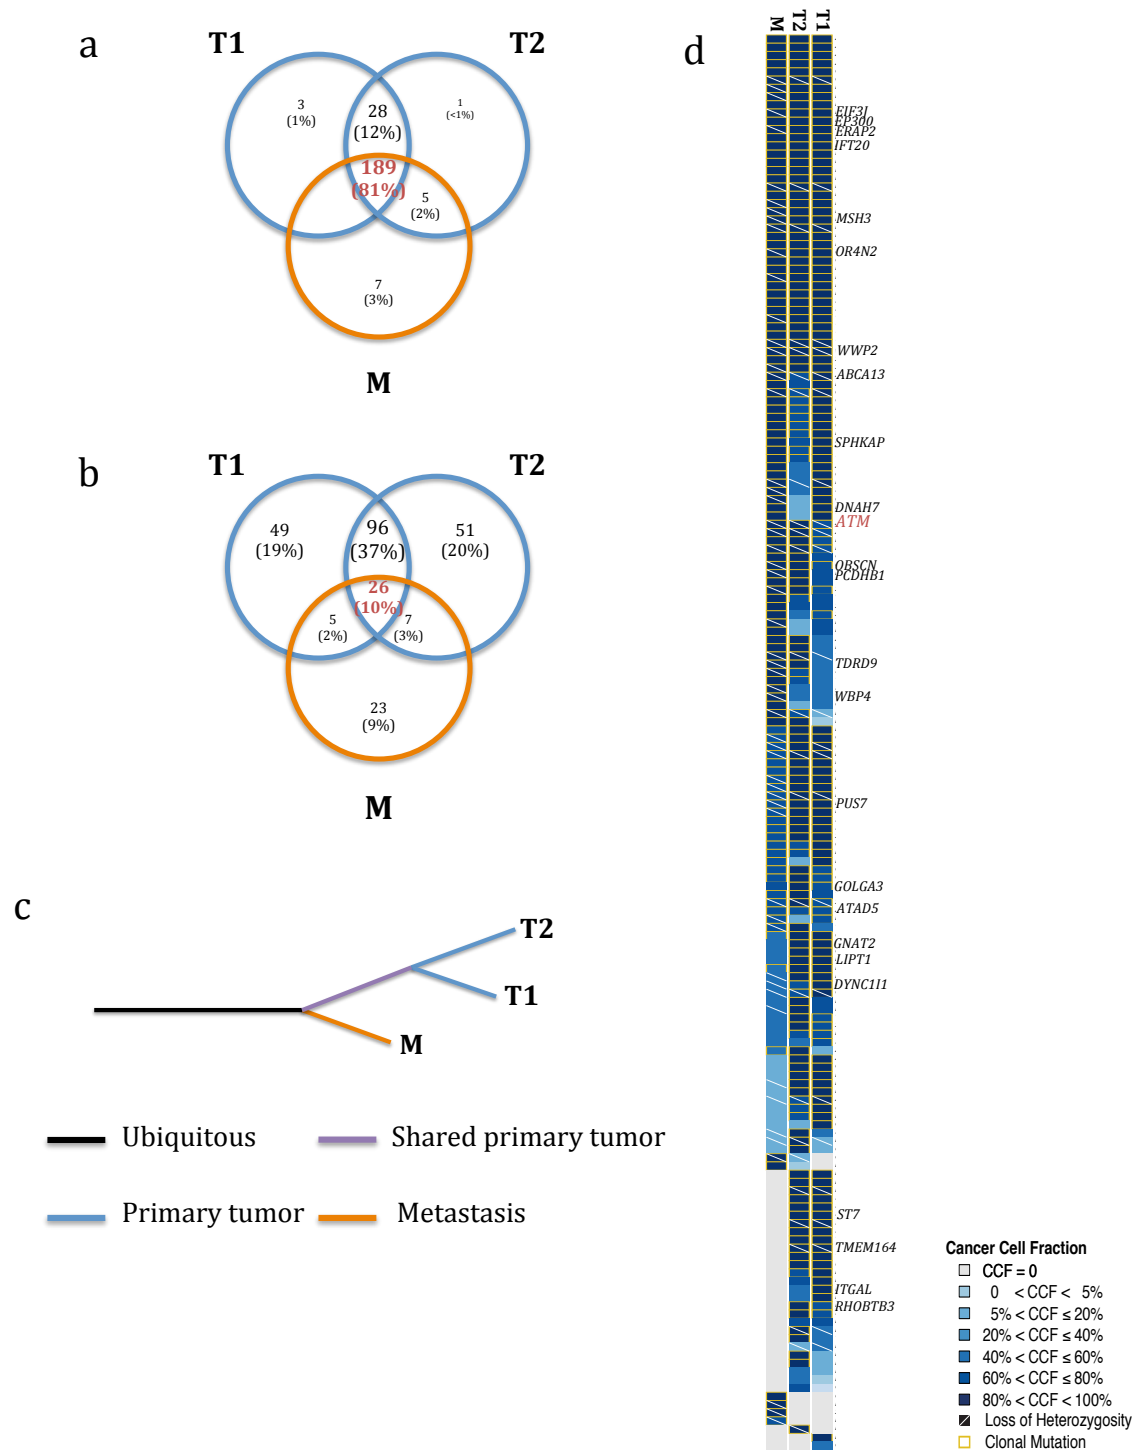 a
T1
T2
3
(1%)
28
(12%)
1
(<1%)
189
(81%)
5
(2%)
7
(3%)
M
b
T1
T2
49
(19%)
96
(37%)
51
(20%)
26
(10%)
5
(2%)
7
(3%)
23
(9%)
M
c
T2
T1
M
Ubiquitous
Shared primary tumor
Primary tumor
Metastasis
d
M
T2
T1
EIF3J
EP300
ERAP2
IFT20
MSH3
OR4N2
WWP2
ABCA13
SPHKAP
DNAH7
ATM
OBSCN
PCDHB1
TDRD9
WBP4
PUS7
GOLGA3
ATAD5
GNAT2
LIPT1
DYNC1I1
ST7
TMEM164
ITGAL
RHOBTB3
Cancer Cell Fraction
CCF = 0
0 < CCF < 5%
5% < CCF ≤ 20%
20% < CCF ≤ 40%
40% < CCF ≤ 60%
60% < CCF ≤ 80%
80% < CCF < 100%
Loss of Heterozygosity
Clonal Mutation